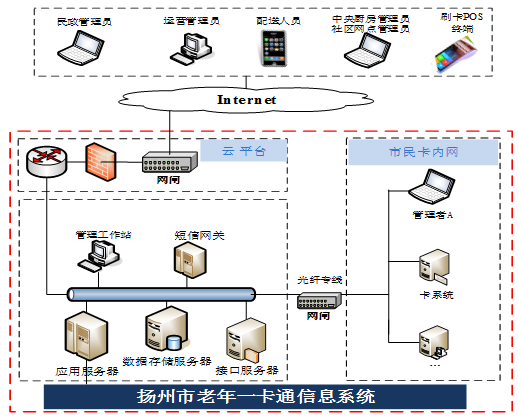 民政管理员
运营管理员
配送人员
中央厨房管理员
社区网点管理员
刷卡POS
终端
Internet
云平台
市民卡内网
网闸
管理者A
管理工作站
短信网关
光纤专线
网闸
卡系统
应用服务器
数据存储服务器
接口服务器
...
扬州市老年一卡通信息系统